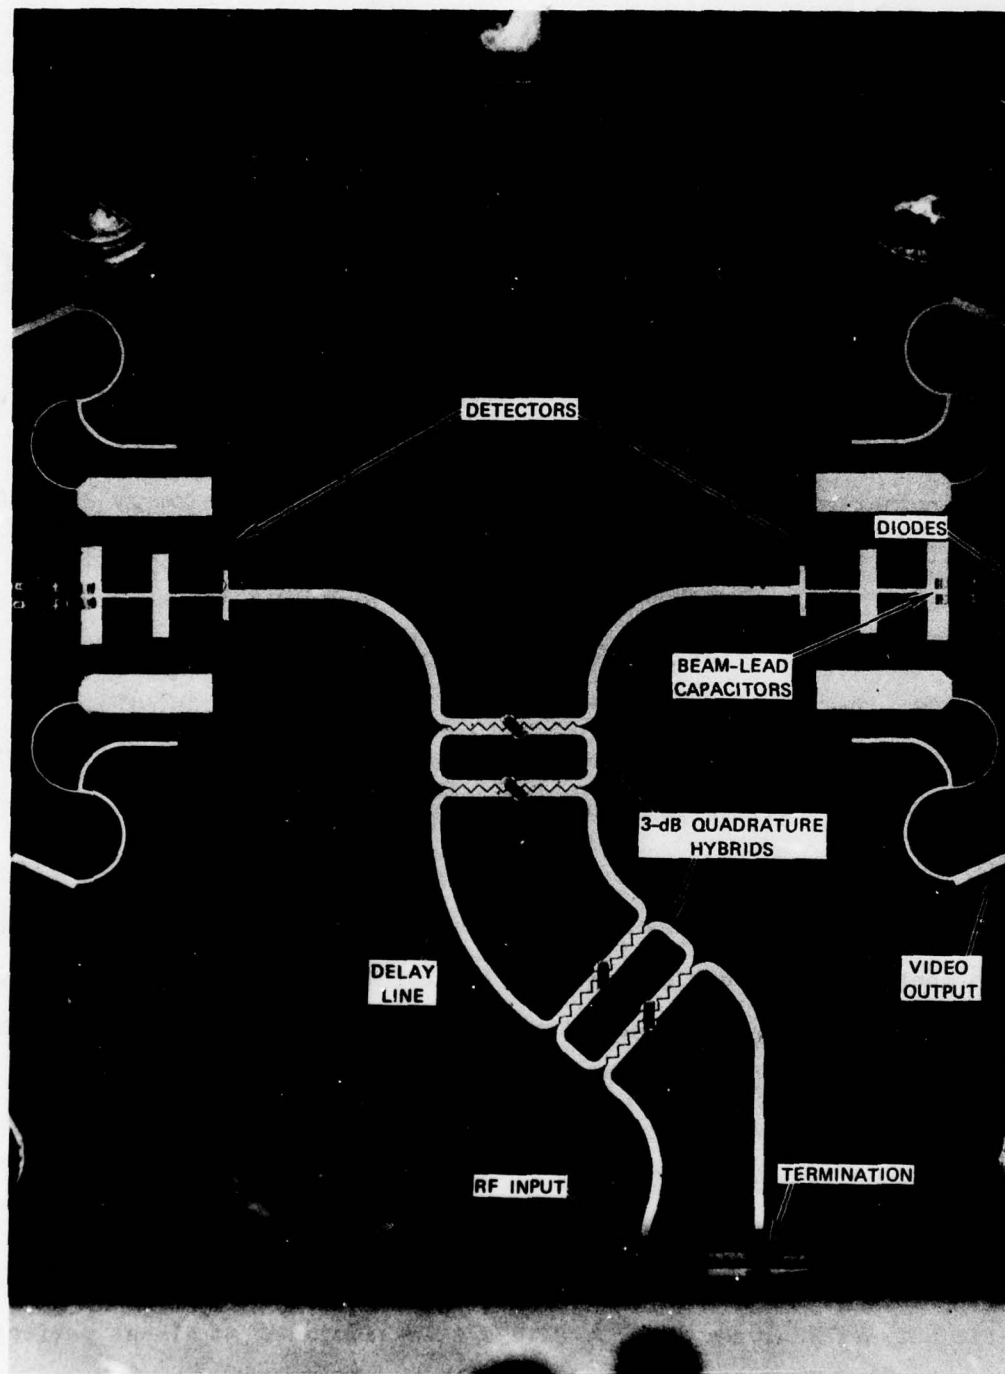 DETECTORS
DIODES
BEAM-LEAD
CAPACITORS
3-dB QUADRATURE
HYBRIDS
DELAY
LINE
VIDEO
OUTPUT
RF INPUT
TERMINATION